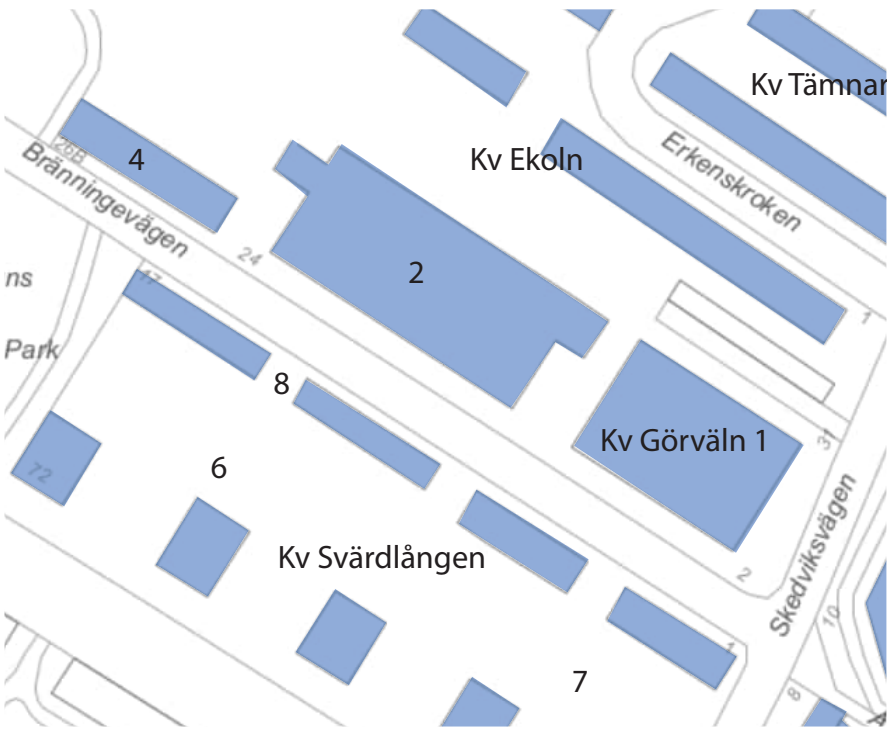 Kv Tämnar
Erkenskroken
Kv Ekoln
4
26B
Bränningevägen
24
2
47
ns
Park
1
8
31
Kv Görväln 1
72
6
Kv Svärdlången
Skedviksvägen
2
10
1
7
8
A